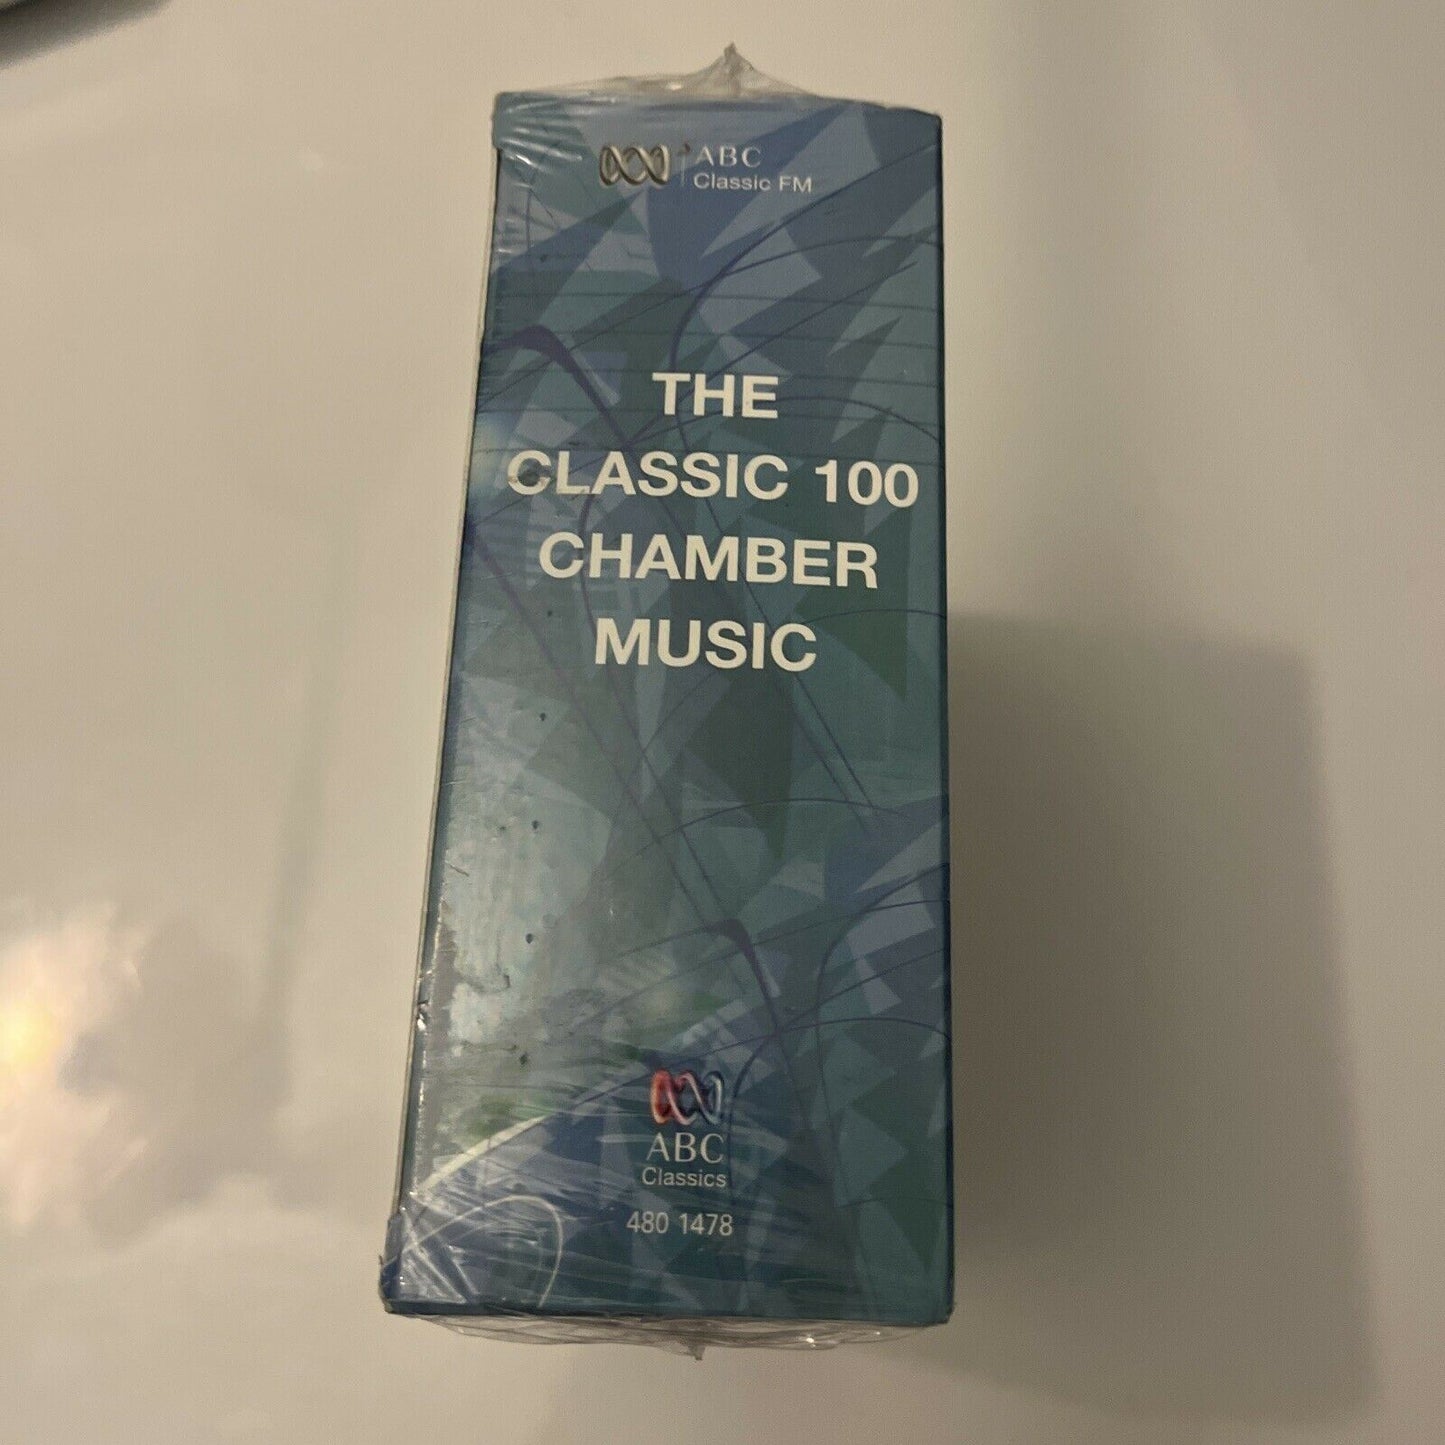 ABC
Classic FM
THE
CLASSIC 100
CHAMBER
MUSIC
ABC
Classics
480 1478